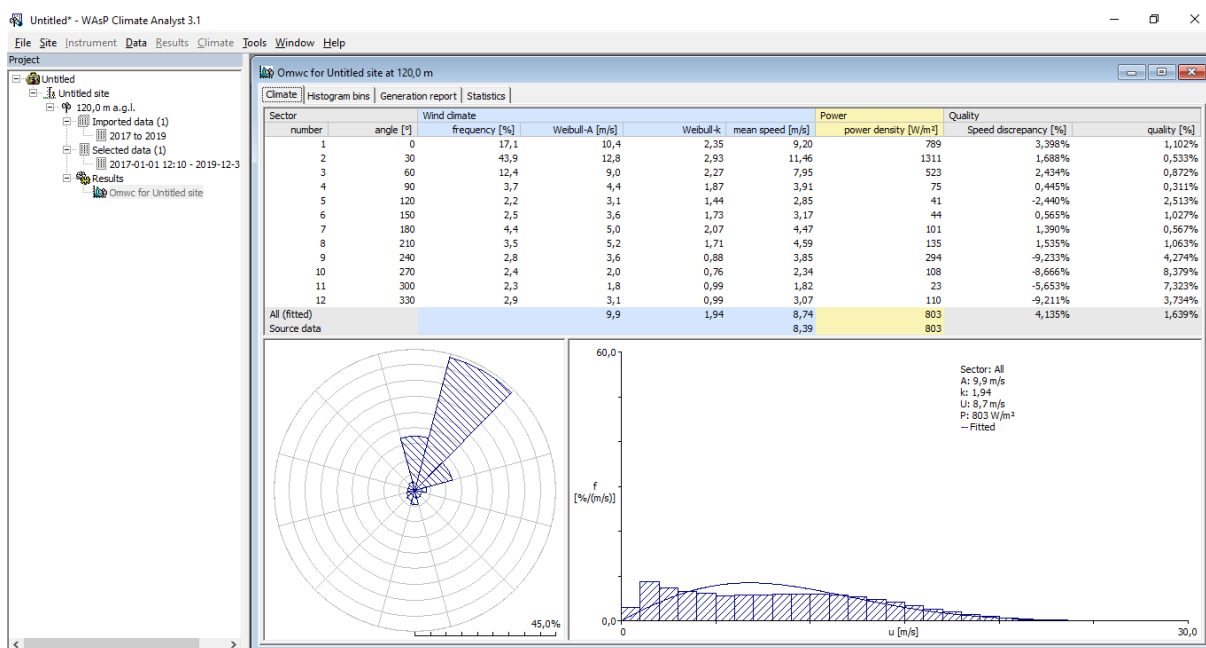 Untitled* - WAsP Climate Analyst 3.1
File Site Instrument Data Results Climate Tools Window Help
Project
Untitled
Untitled site
120,0 m a.g.l.
Imported data (1)
2017 to 2019
Selected data (1)
2017-01-01 12:10 - 2019-12-3
Results
Omwc for Untitled site
Omwc for Untitled site at 120,0 m
Climate Histogram bins Generation report Statistics
Sector Wind climate Power Quality
number angle [°] frequency [%] Weibull-A [m/s] Weibull-k mean speed [m/s] power density [W/m²] Speed discrepancy [%] quality [%]
1 0 17,1 10,4 2,35 9,20 789 3,398% 1,102%
2 30 43,9 12,8 2,93 11,46 1311 1,688% 0,533%
3 60 12,4 9,0 2,27 7,95 523 2,434% 0,872%
4 90 3,7 4,4 1,87 3,91 75 0,445% 0,311%
5 120 2,2 3,1 1,44 2,85 41 -2,440% 2,513%
6 150 2,5 3,6 1,73 3,17 44 0,565% 1,027%
7 180 4,4 5,0 2,07 4,47 101 1,390% 0,567%
8 210 3,5 5,2 1,71 4,59 135 1,535% 1,063%
9 240 2,8 3,6 0,88 3,85 294 -9,233% 4,274%
10 270 2,4 2,0 0,76 2,34 108 -8,666% 8,379%
11 300 2,3 1,8 0,99 1,82 23 -5,653% 7,323%
12 330 2,9 3,1 0,99 3,07 110 -9,211% 3,734%
All (fitted) 9,9 1,94 8,74 803 4,135% 1,639%
Source data 8,39 803
45,0%
60,0
Sector: All
A: 9,9 m/s
k: 1,94
U: 8,7 m/s
P: 803 W/m²
-- Fitted
f
[%/(m/s)]
0,0
0 u [m/s] 30,0